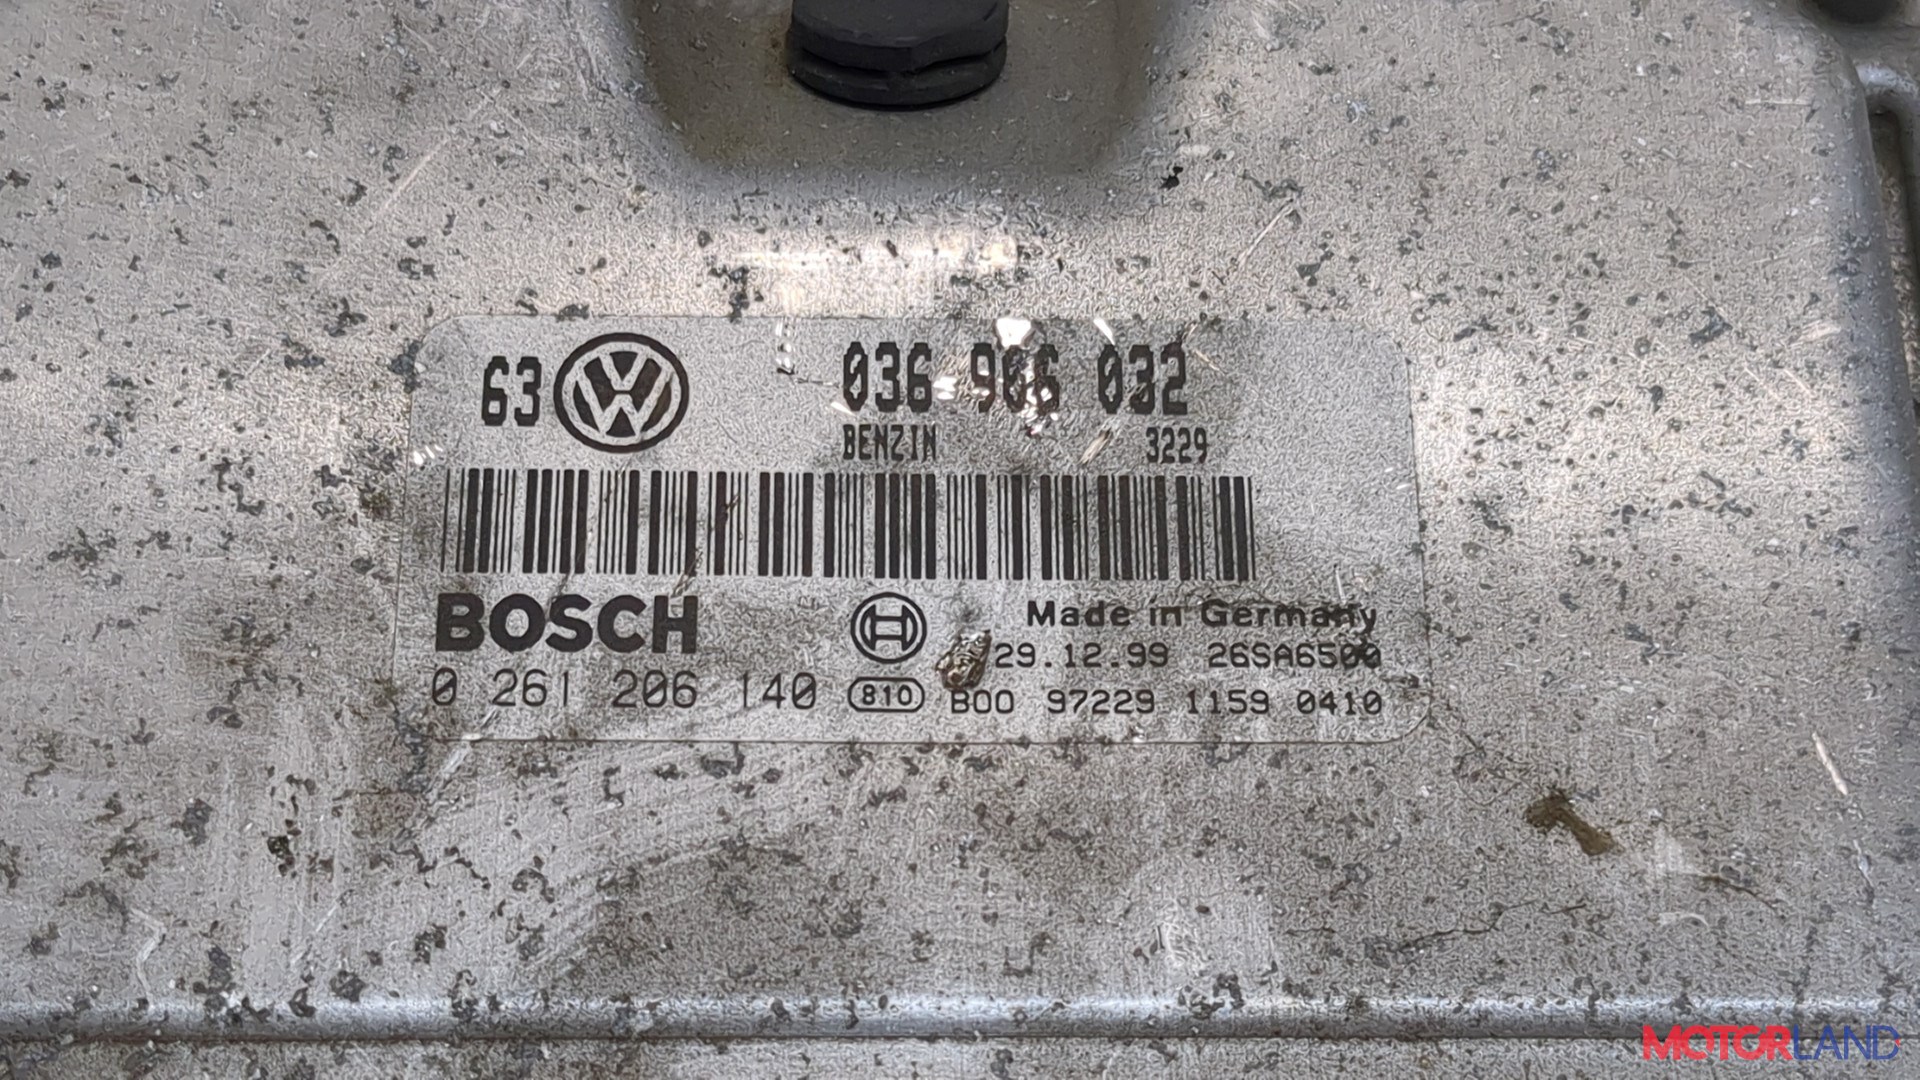 63 036 906 032
BENZIN 3229
BOSCH Made in Germany
29.12.99 26SA6500
0 261 206 140 810 B00 97229 1159 0410
MOTORLAND